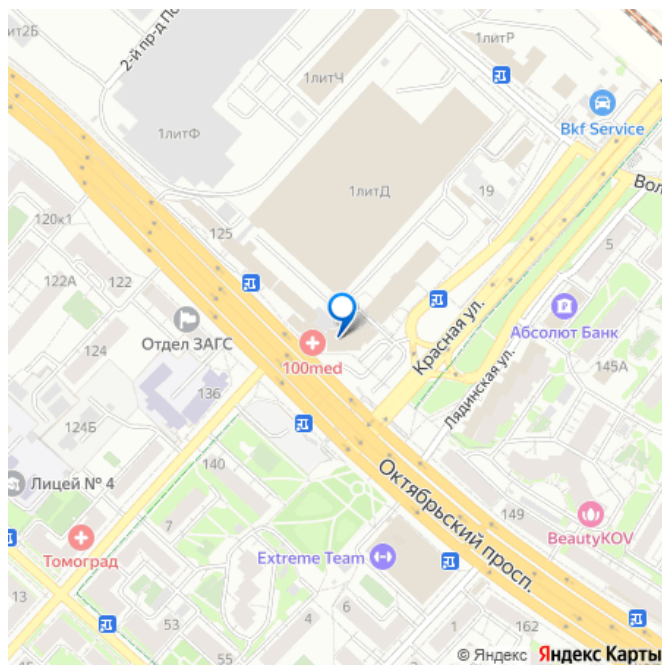 ит2Б
2-й пр-д По
1литР
1литЧ
Bkf Service
1литФ
1литД
19
Вол
120к1
125
5
122А
122
Отдел ЗАГС
Красная ул.
Абсолют Банк
124
100med
Лядинская ул.
145А
136
124Б
140
Лицей № 4
Октябрьский просп.
149
7
BeautyKOV
Томоград
Extreme Team
13
4
53
6
55
1
162
© Яндекс Яндекс Карты